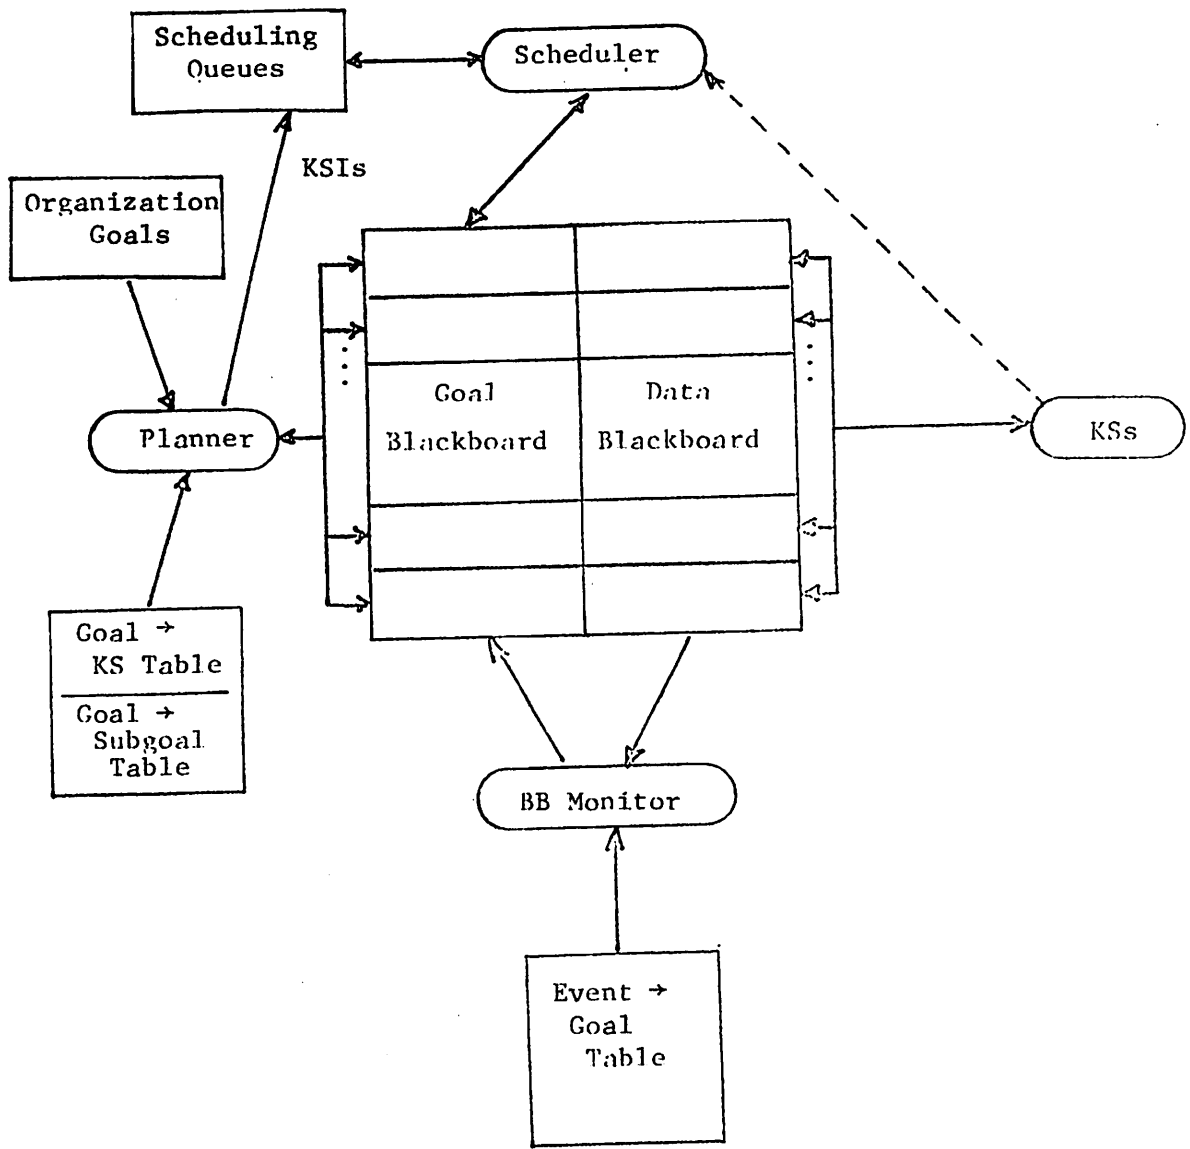 Scheduling
Queues
Scheduler
KSIs
Organization
Goals
Goal
Blackboard
Data
Blackboard
Planner
KSs
Goal →
KS Table
Goal →
Subgoal
Table
BB Monitor
Event →
Goal
Table